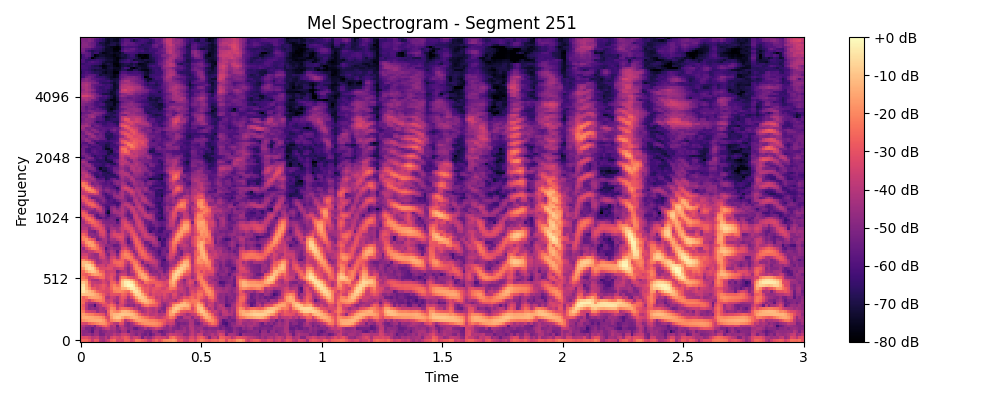 Mel Spectrogram - Segment 251
+0 dB
-10 dB
-20 dB
-30 dB
-40 dB
-50 dB
-60 dB
-70 dB
-80 dB
Frequency
4096
2048
1024
512
0
0
0.5
1
1.5
2
2.5
3
Time